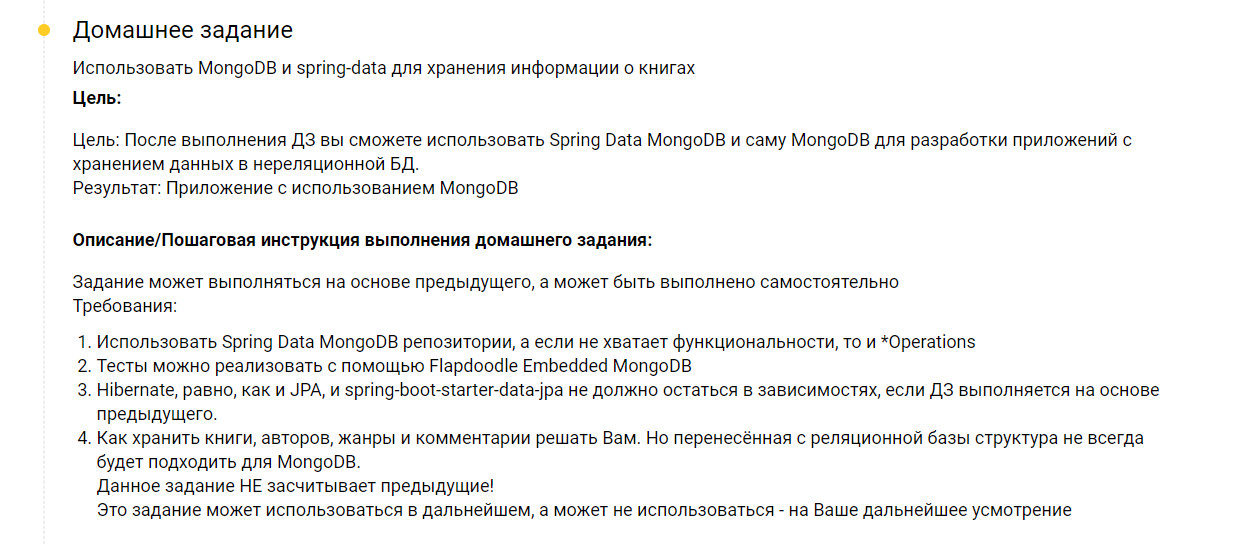 Домашнее задание
Использовать MongoDB и spring-data для хранения информации о книгах
Цель:
Цель: После выполнения ДЗ вы сможете использовать Spring Data MongoDB и саму MongoDB для разработки приложений с
хранением данных в нереляционной БД.
Результат: Приложение с использованием MongoDB
Описание/Пошаговая инструкция выполнения домашнего задания:
Задание может выполняться на основе предыдущего, а может быть выполнено самостоятельно
Требования:
1. Использовать Spring Data MongoDB репозитории, а если не хватает функциональности, то и *Operations
2. Тесты можно реализовать с помощью Flapdoodle Embedded MongoDB
3. Hibernate, равно, как и JPA, и spring-boot-starter-data-jpa не должно остаться в зависимостях, если ДЗ выполняется на основе
предыдущего.
4. Как хранить книги, авторов, жанры и комментарии решать Вам. Но перенесённая с реляционной базы структура не всегда
будет подходить для MongoDB.
Данное задание НЕ засчитывает предыдущие!
Это задание может использоваться в дальнейшем, а может не использоваться - на Ваше дальнейшее усмотрение